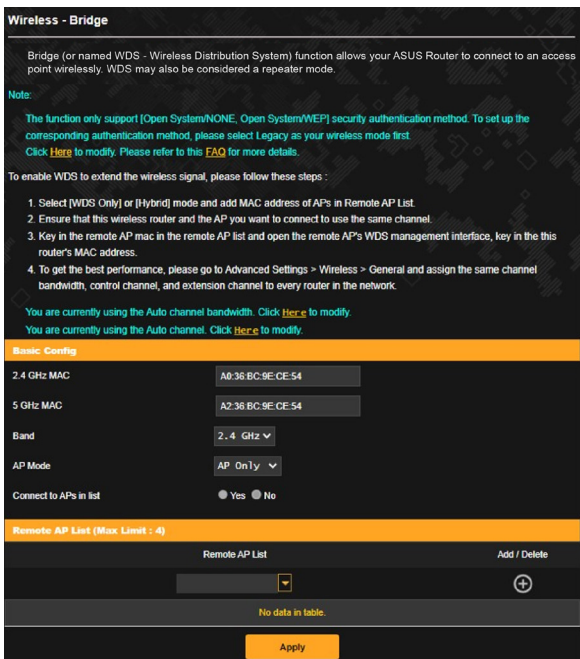 Wireless - Bridge
Bridge (or named WDS - Wireless Distribution System) function allows your ASUS Router to connect to an access
point wirelessly. WDS may also be considered a repeater mode.
Note:
The function only support [Open System/NONE, Open System/WEP] security authentication method. To set up the
corresponding authentication method, please select Legacy as your wireless mode first.
Click Here to modify. Please refer to this FAQ for more details.
To enable WDS to extend the wireless signal, please follow these steps :
1. Select [WDS Only] or [Hybrid] mode and add MAC address of APs in Remote AP List.
2. Ensure that this wireless router and the AP you want to connect to use the same channel.
3. Key in the remote AP mac in the remote AP list and open the remote AP's WDS management interface, key in the this
router's MAC address.
4. To get the best performance, please go to Advanced Settings > Wireless > General and assign the same channel
bandwidth, control channel, and extension channel to every router in the network.
You are currently using the Auto channel bandwidth. Click Here to modify.
You are currently using the Auto channel. Click Here to modify.
Basic Config
2.4 GHz MAC A0:36:BC:9E:CE:54
5 GHz MAC A2:36:BC:9E:CE:54
Band 2.4 GHz
AP Mode AP Only
Connect to APs in list Yes No
Remote AP List (Max Limit : 4)
Remote AP List Add / Delete
No data in table.
Apply